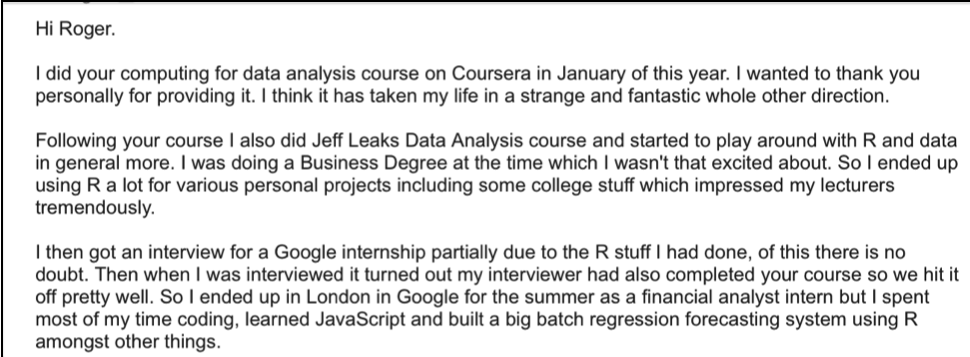 Hi Roger.
I did your computing for data analysis course on Coursera in January of this year. I wanted to thank you
personally for providing it. I think it has taken my life in a strange and fantastic whole other direction.
Following your course I also did Jeff Leaks Data Analysis course and started to play around with R and data
in general more. I was doing a Business Degree at the time which I wasn't that excited about. So I ended up
using R a lot for various personal projects including some college stuff which impressed my lecturers
tremendously.
I then got an interview for a Google internship partially due to the R stuff I had done, of this there is no
doubt. Then when I was interviewed it turned out my interviewer had also completed your course so we hit it
off pretty well. So I ended up in London in Google for the summer as a financial analyst intern but I spent
most of my time coding, learned JavaScript and built a big batch regression forecasting system using R
amongst other things.